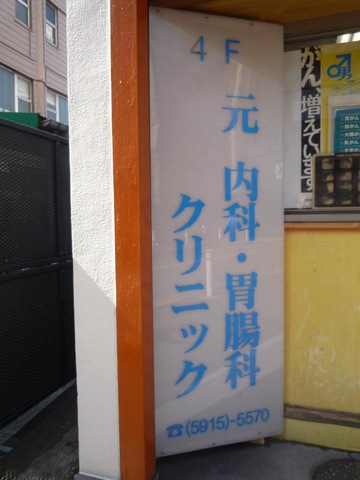 4F
元 内科・胃腸科
クリニック
☎(5915)-5570
がん、増えています。
男